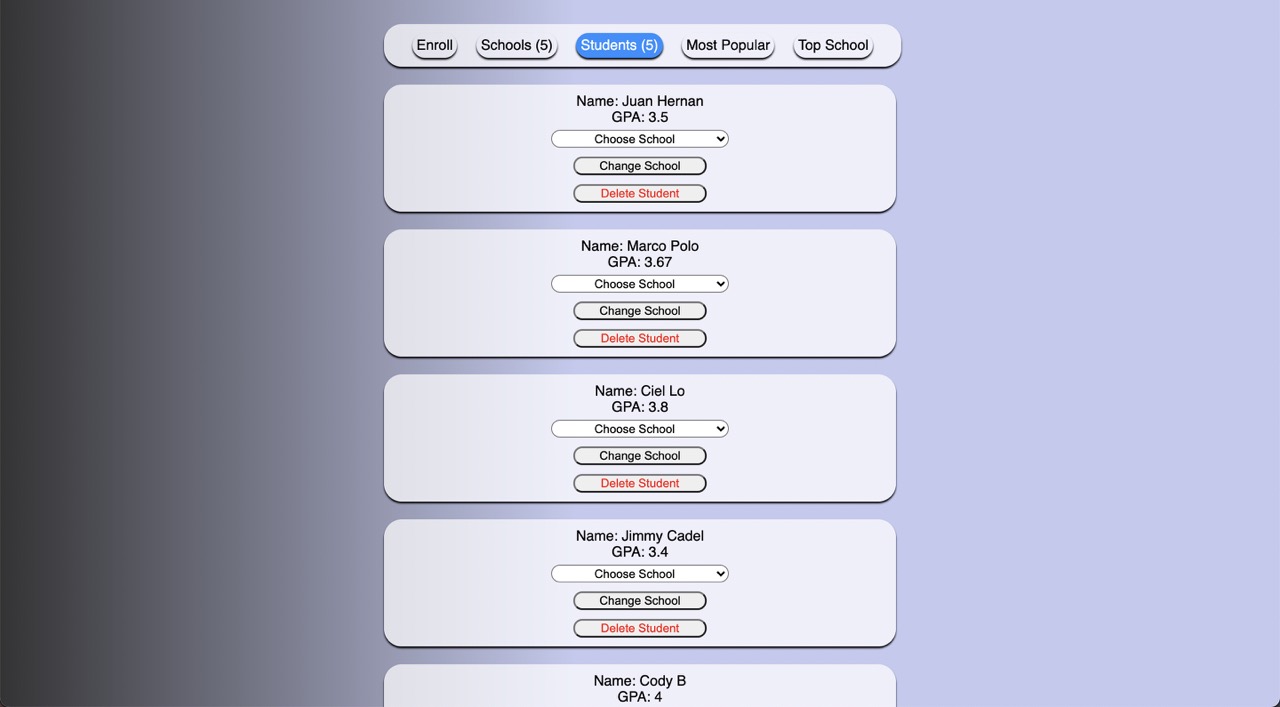 Enroll Schools (5) Students (5) Most Popular Top School
Name: Juan Hernan
GPA: 3.5
Choose School
Change School
Delete Student
Name: Marco Polo
GPA: 3.67
Choose School
Change School
Delete Student
Name: Ciel Lo
GPA: 3.8
Choose School
Change School
Delete Student
Name: Jimmy Cadel
GPA: 3.4
Choose School
Change School
Delete Student
Name: Cody B
GPA: 4